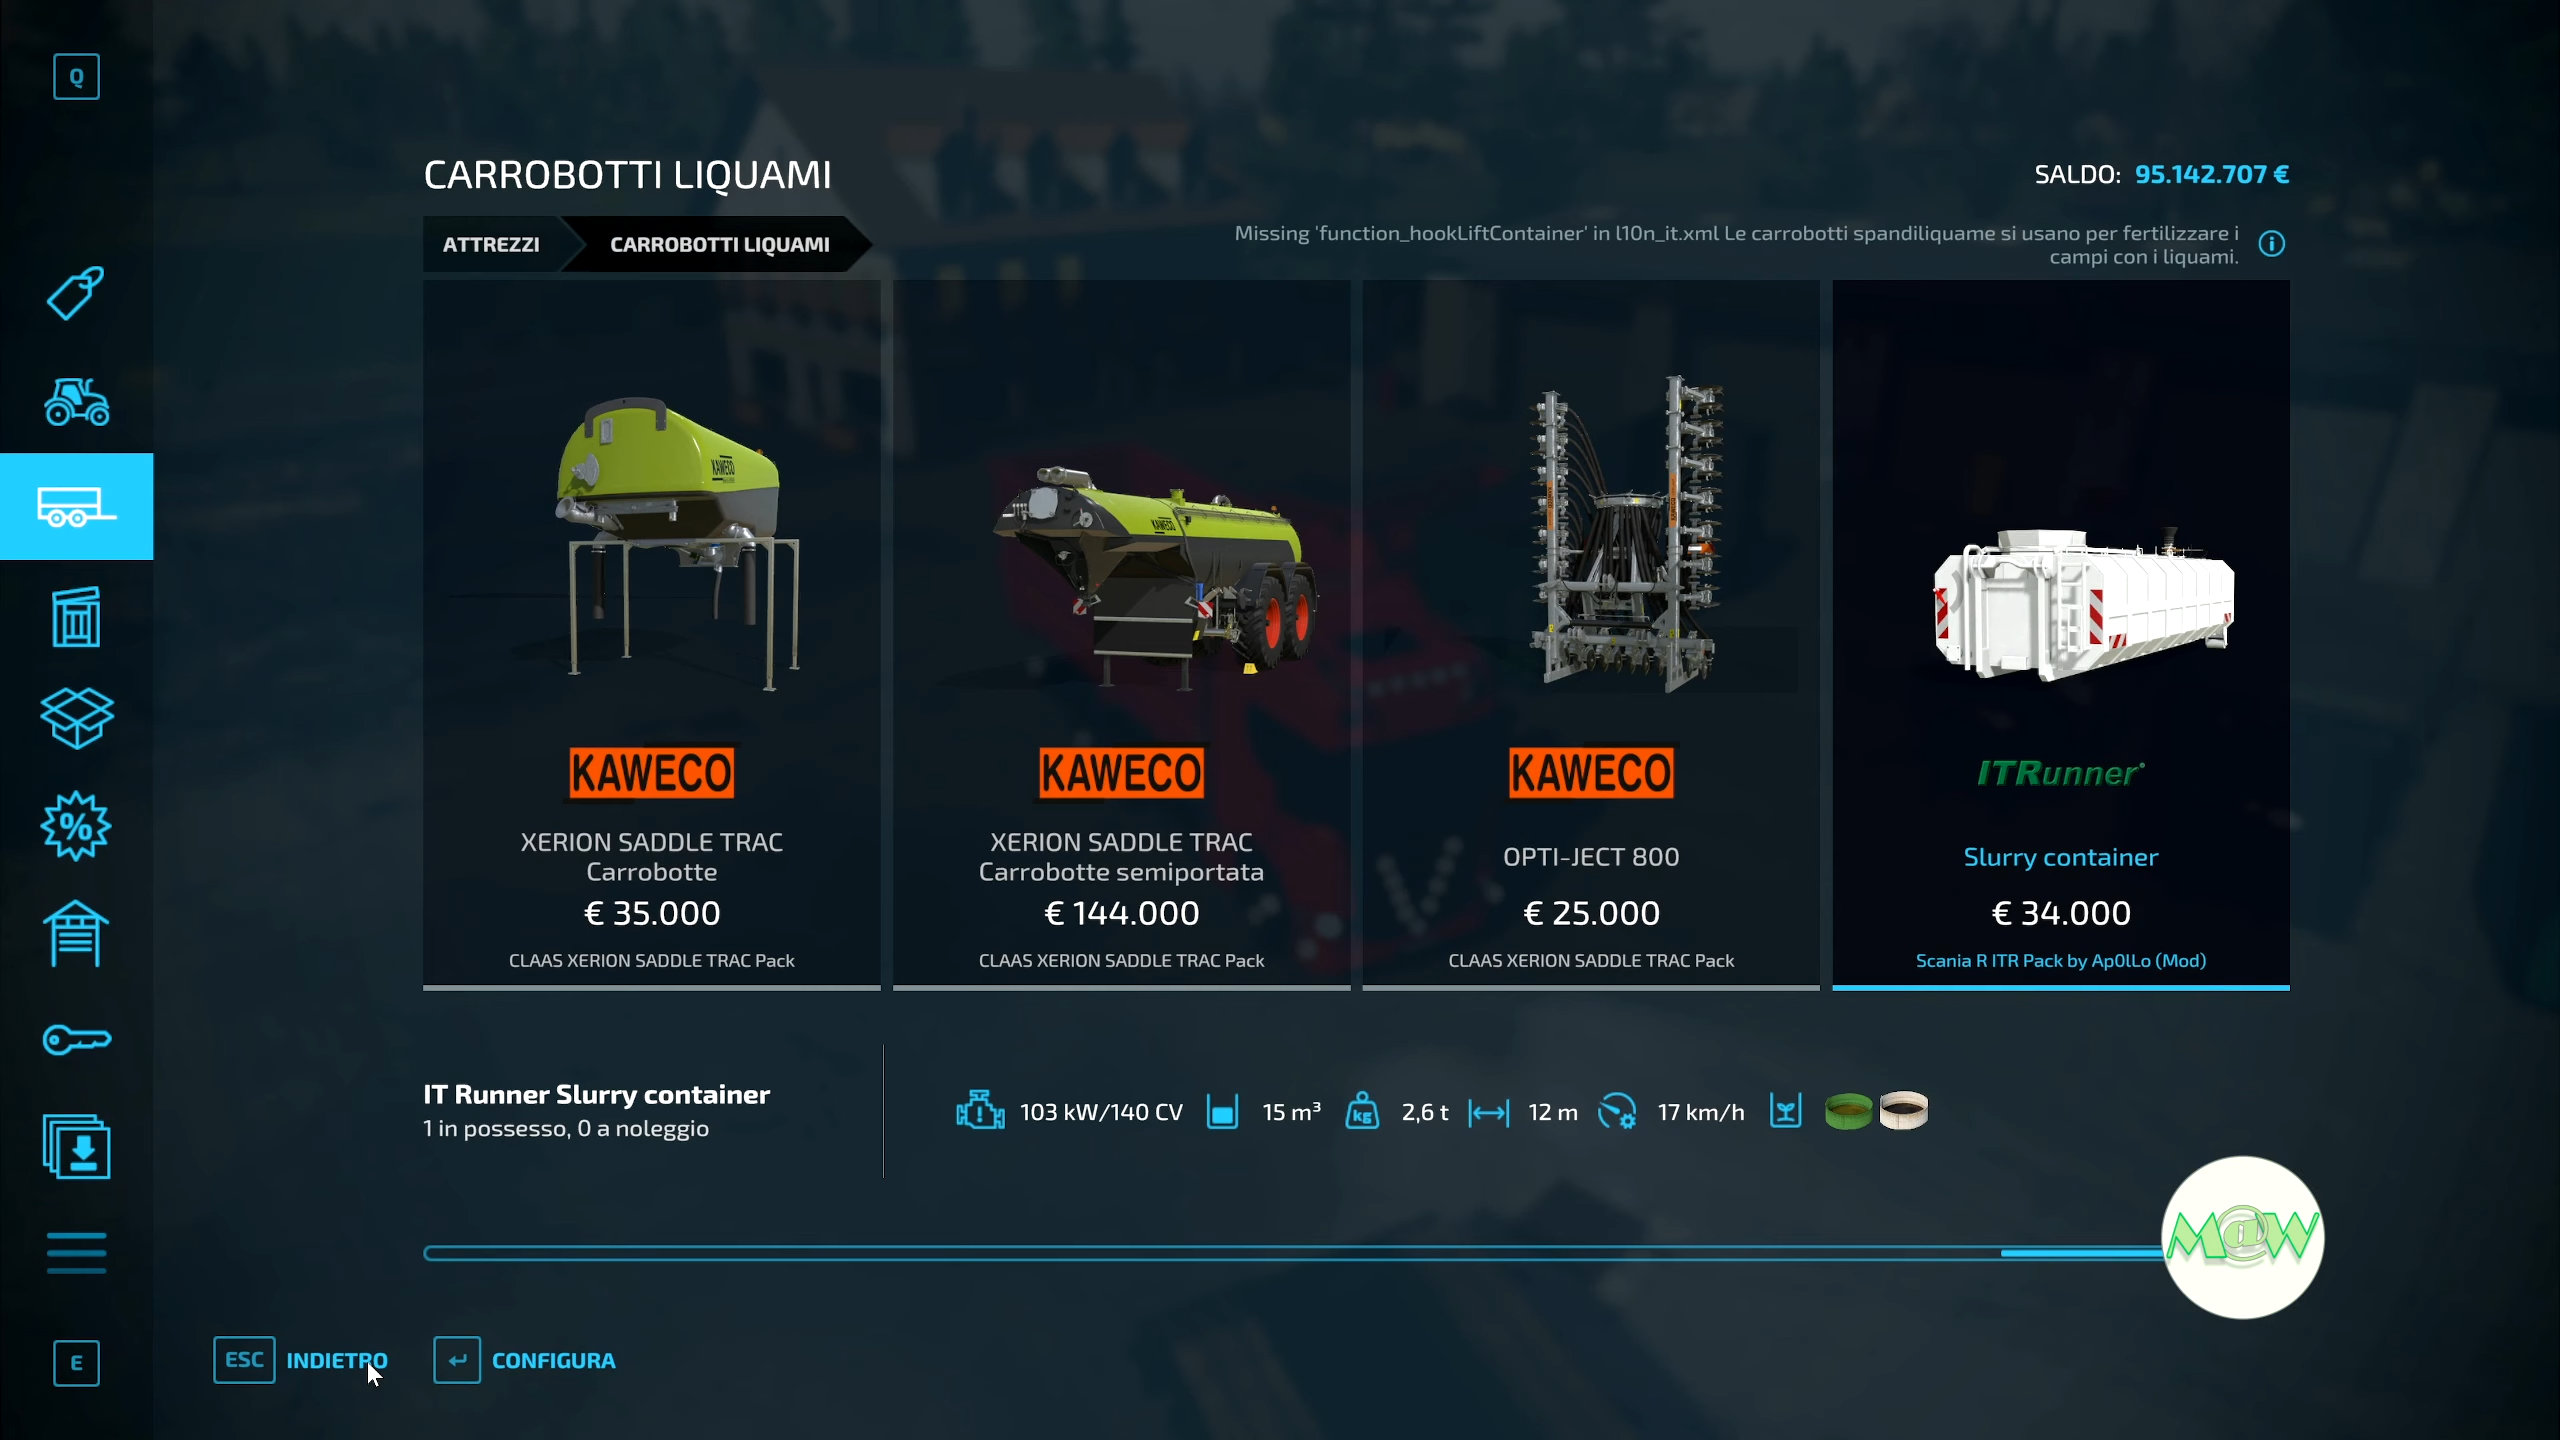 Q
CARROBOTTI LIQUAMI
SALDO: 95.142.707 €
ATTREZZI
CARROBOTTI LIQUAMI
Missing 'function_hookLiftContainer' in l10n_it.xml Le carrobotti spandiliquame si usano per fertilizzare i
campi con i liquami.
KAWECO
KAWECO
KAWECO
KAWECO
KAWECO
ITRunner
XERION SADDLE TRAC
Carrobotte
€ 35.000
CLAAS XERION SADDLE TRAC Pack
XERION SADDLE TRAC
Carrobotte semiportata
€ 144.000
CLAAS XERION SADDLE TRAC Pack
OPTI-JECT 800
€ 25.000
CLAAS XERION SADDLE TRAC Pack
Slurry container
€ 34.000
Scania R ITR Pack by Ap0lLo (Mod)
IT Runner Slurry container
1 in possesso, 0 a noleggio
103 kW/140 CV
15 m³
kg
2,6 t
12 m
17 km/h
M@W
E
ESC INDIETRO
CONFIGURA